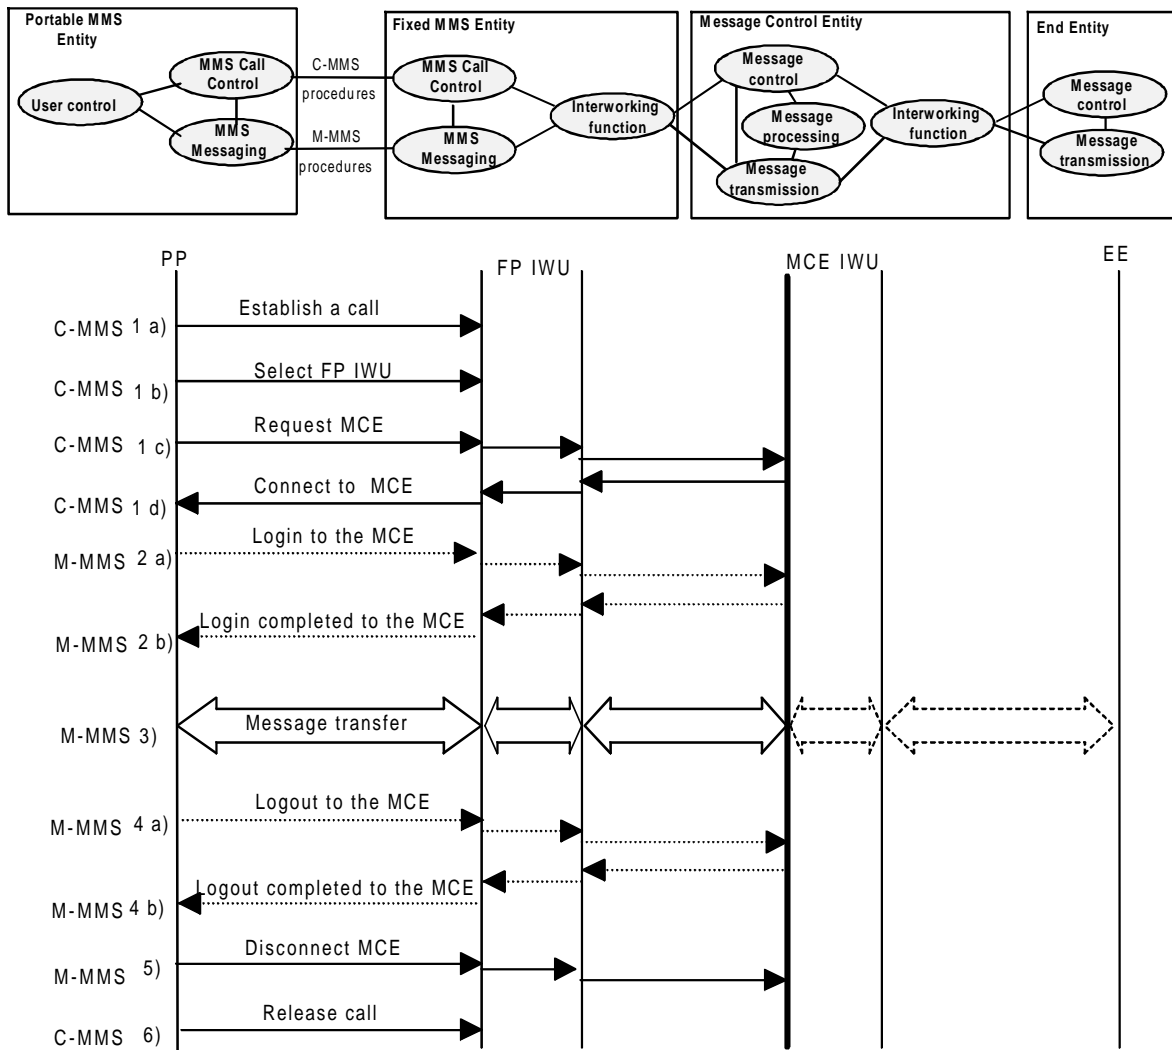 Portable MMS
Entity
User control
MMS Call
Control
MMS
Messaging
C-MMS
procedures
M-MMS
procedures
Fixed MMS Entity
MMS Call
Control
MMS
Messaging
Interworking
function
Message Control Entity
Message
control
Message
processing
Message
transmission
Interworking
function
End Entity
Message
control
Message
transmission
PP
FP IWU
MCE IWU
EE
C-MMS 1 a)
Establish a call
C-MMS 1 b)
Select FP IWU
C-MMS 1 c)
Request MCE
C-MMS 1 d)
Connect to MCE
M-MMS 2 a)
Login to the MCE
M-MMS 2 b)
Login completed to the MCE
M-MMS 3)
Message transfer
M-MMS 4 a)
Logout to the MCE
M-MMS 4 b)
Logout completed to the MCE
M-MMS 5)
Disconnect MCE
C-MMS 6)
Release call